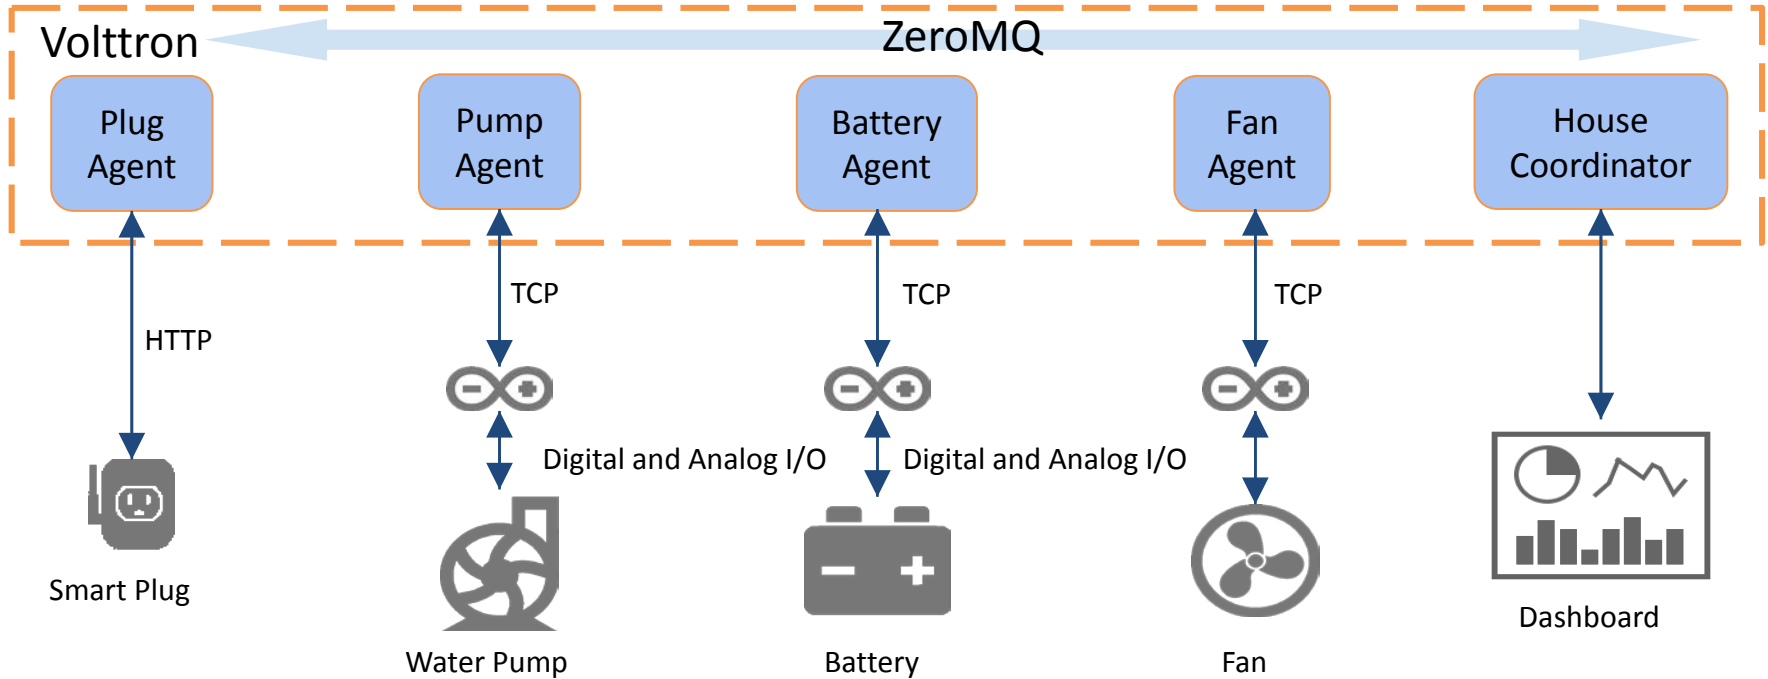 Volttron
ZeroMQ
Plug
Agent
Pump
Agent
Battery
Agent
Fan
Agent
House
Coordinator
HTTP
TCP
TCP
TCP
Digital and Analog I/O
Digital and Analog I/O
Smart Plug
Water Pump
Battery
Fan
Dashboard